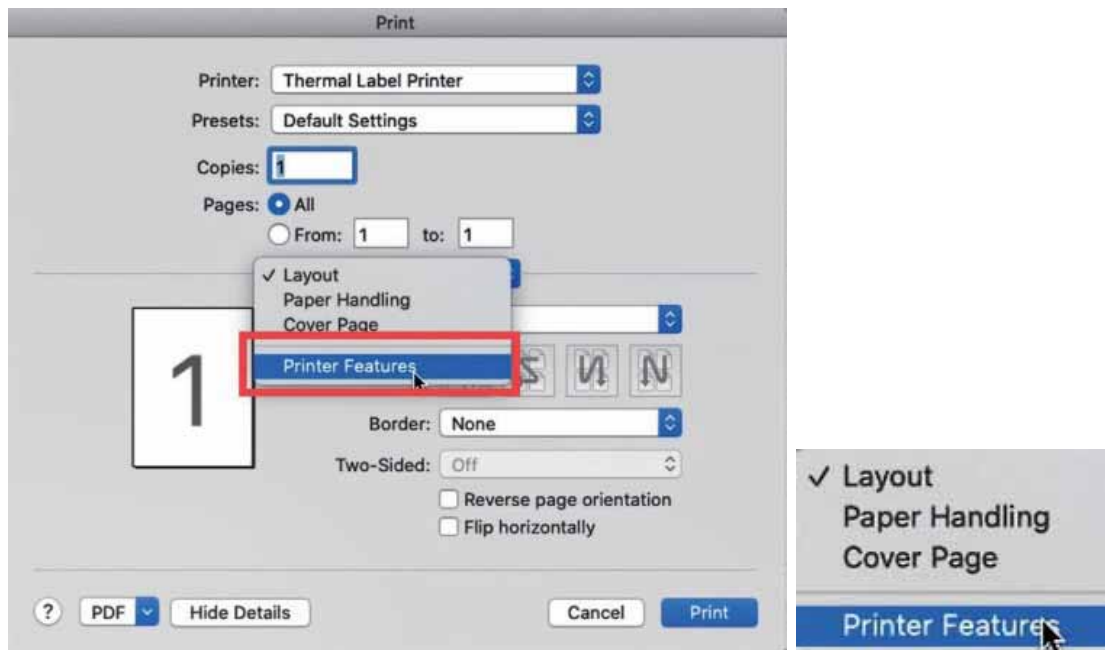 Print
Printer: Thermal Label Printer
Presets: Default Settings
Copies: 1
Pages: All
From: 1 to: 1
✓ Layout
Paper Handling
Cover Page
Printer Features
1
Border: None
Two-Sided: Off
Reverse page orientation
Flip horizontally
? PDF Hide Details Cancel Print
✓ Layout
Paper Handling
Cover Page
Printer Features